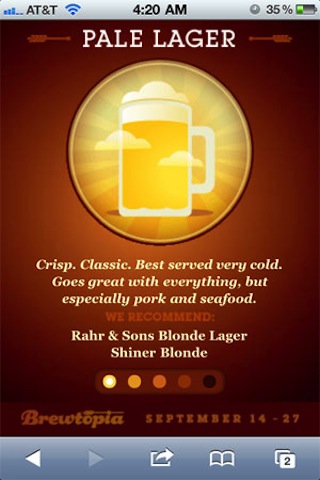 AT&T 4:20 AM 35%
PALE LAGER
Crisp. Classic. Best served very cold.
Goes great with everything, but
especially pork and seafood.
WE RECOMMEND:
Rahr & Sons Blonde Lager
Shiner Blonde
Brewtopia SEPTEMBER 14 - 27
2